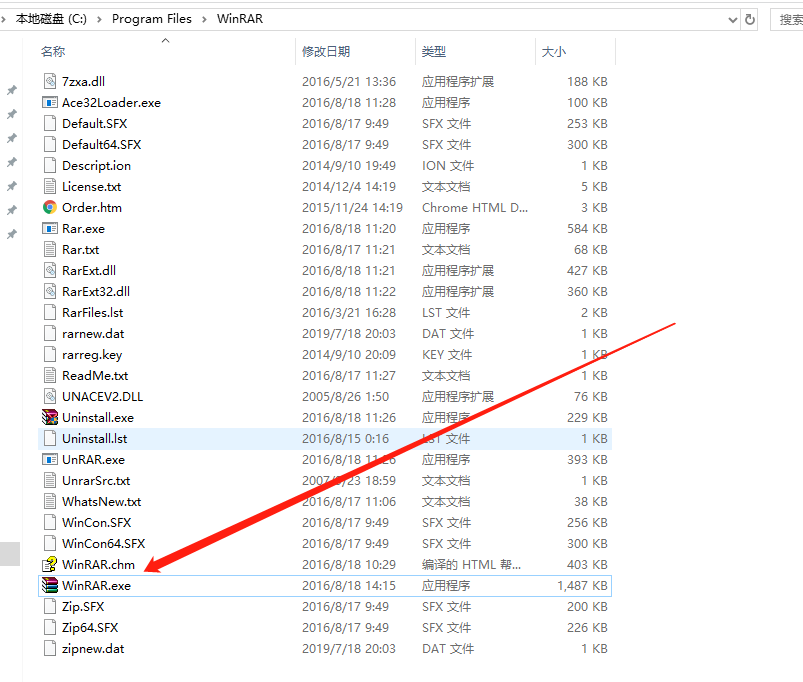 本地磁盘 (C:) > Program Files > WinRAR 搜索
名称 修改日期 类型 大小
7zxa.dll 2016/5/21 13:36 应用程序扩展 188 KB
Ace32Loader.exe 2016/8/18 11:28 应用程序 100 KB
Default.SFX 2016/8/17 9:49 SFX 文件 253 KB
Default64.SFX 2016/8/17 9:49 SFX 文件 300 KB
Descript.ion 2014/9/10 19:49 ION 文件 1 KB
License.txt 2014/12/4 14:19 文本文档 5 KB
Order.htm 2015/11/24 14:19 Chrome HTML D... 3 KB
Rar.exe 2016/8/18 11:20 应用程序 584 KB
Rar.txt 2016/8/17 11:21 文本文档 68 KB
RarExt.dll 2016/8/18 11:21 应用程序扩展 427 KB
RarExt32.dll 2016/8/18 11:22 应用程序扩展 360 KB
RarFiles.lst 2016/3/21 16:28 LST 文件 2 KB
rarnew.dat 2019/7/18 20:03 DAT 文件 1 KB
rarreg.key 2014/9/10 20:09 KEY 文件 1 KB
ReadMe.txt 2016/8/17 11:27 文本文档 1 KB
UNACEV2.DLL 2005/8/26 1:50 应用程序扩展 76 KB
Uninstall.exe 2016/8/18 11:26 应用程序 229 KB
Uninstall.lst 2016/8/15 0:16 LST 文件 1 KB
UnRAR.exe 2016/8/18 11:26 应用程序 393 KB
UnrarSrc.txt 2007/9/23 18:59 文本文档 1 KB
WhatsNew.txt 2016/8/17 11:06 文本文档 38 KB
WinCon.SFX 2016/8/17 9:49 SFX 文件 256 KB
WinCon64.SFX 2016/8/17 9:49 SFX 文件 300 KB
WinRAR.chm 2016/8/18 10:29 编译的 HTML 帮... 403 KB
WinRAR.exe 2016/8/18 14:15 应用程序 1,487 KB
Zip.SFX 2016/8/17 9:49 SFX 文件 200 KB
Zip64.SFX 2016/8/17 9:49 SFX 文件 226 KB
zipnew.dat 2019/7/18 20:03 DAT 文件 1 KB